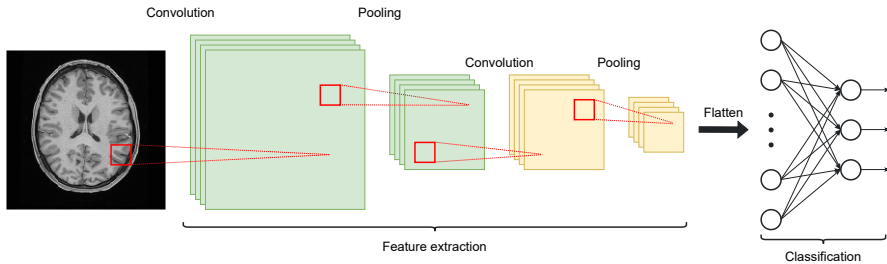 Convolution
Pooling
Convolution
Pooling
Flatten
Feature extraction
Classification